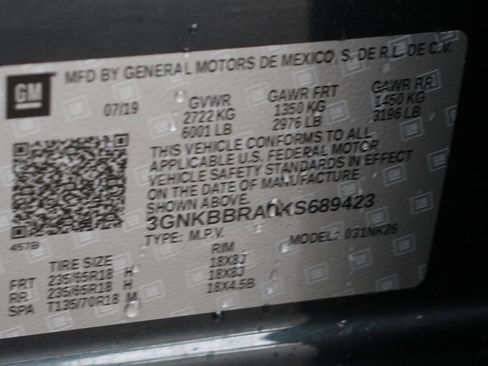 GM
MFD BY GENERAL MOTORS DE MEXICO, S. DE R.L. DE C.V.
07/19
GVWR GAWR FRT GAWR RR
2722 KG 1350 KG 1450 KG
6001 LB 2976 LB 3196 LB
THIS VEHICLE CONFORMS TO ALL
APPLICABLE U.S. FEDERAL MOTOR
VEHICLE SAFETY STANDARDS IN EFFECT
ON THE DATE OF MANUFACTURE
SHOWN ABOVE.
3GNKBBRA0KS689423
457B
TYPE: M.P.V. MODEL: 031NK26
TIRE SIZE RIM
FRT 235/65R18 H 18X8J
RR 235/65R18 H 18X8J
SPA T135/70R18 M 18X4.5B